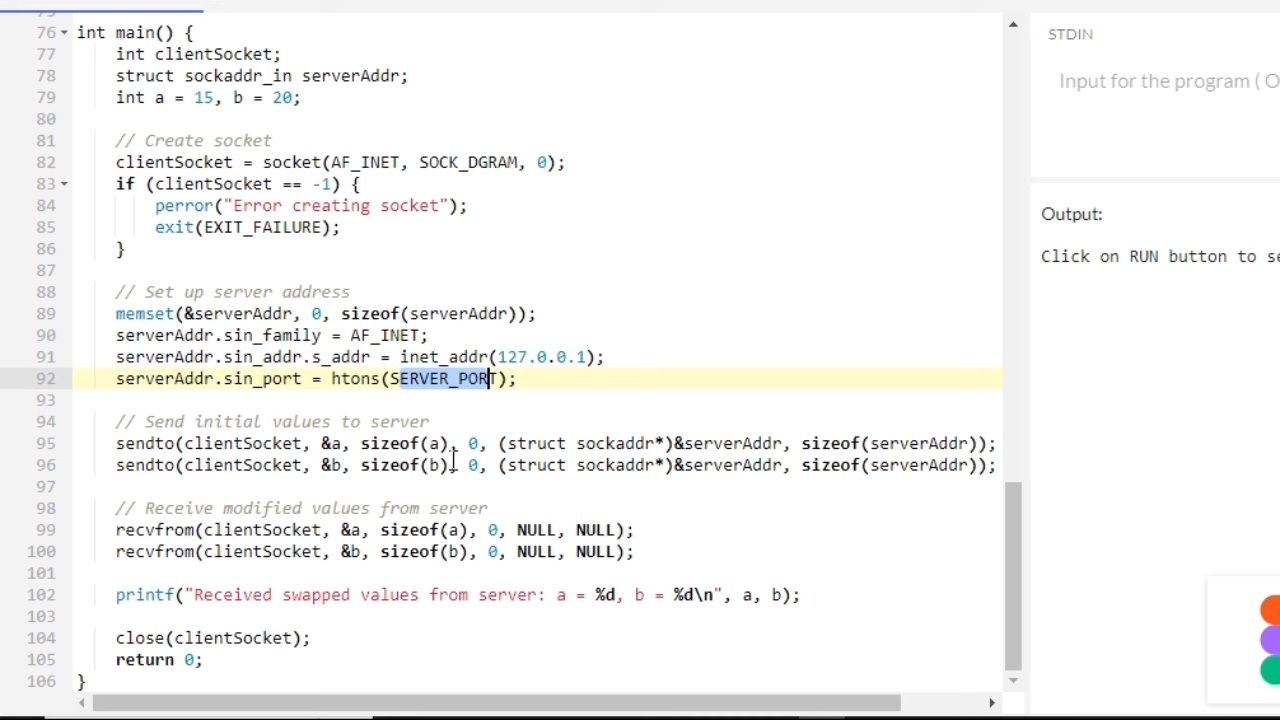 76 int main() {
77 int clientSocket;
78 struct sockaddr_in serverAddr;
79 int a = 15, b = 20;
80
81 // Create socket
82 clientSocket = socket(AF_INET, SOCK_DGRAM, 0);
83 if (clientSocket == -1) {
84 perror("Error creating socket");
85 exit(EXIT_FAILURE);
86 }
87
88 // Set up server address
89 memset(&serverAddr, 0, sizeof(serverAddr));
90 serverAddr.sin_family = AF_INET;
91 serverAddr.sin_addr.s_addr = inet_addr(127.0.0.1);
92 serverAddr.sin_port = htons(SERVER_PORT);
93
94 // Send initial values to server
95 sendto(clientSocket, &a, sizeof(a), 0, (struct sockaddr*)&serverAddr, sizeof(serverAddr));
96 sendto(clientSocket, &b, sizeof(b), 0, (struct sockaddr*)&serverAddr, sizeof(serverAddr));
97
98 // Receive modified values from server
99 recvfrom(clientSocket, &a, sizeof(a), 0, NULL, NULL);
100 recvfrom(clientSocket, &b, sizeof(b), 0, NULL, NULL);
101
102 printf("Received swapped values from server: a = %d, b = %d\n", a, b);
103
104 close(clientSocket);
105 return 0;
106 }
STDIN
Input for the program ( O
Output:
Click on RUN button to se